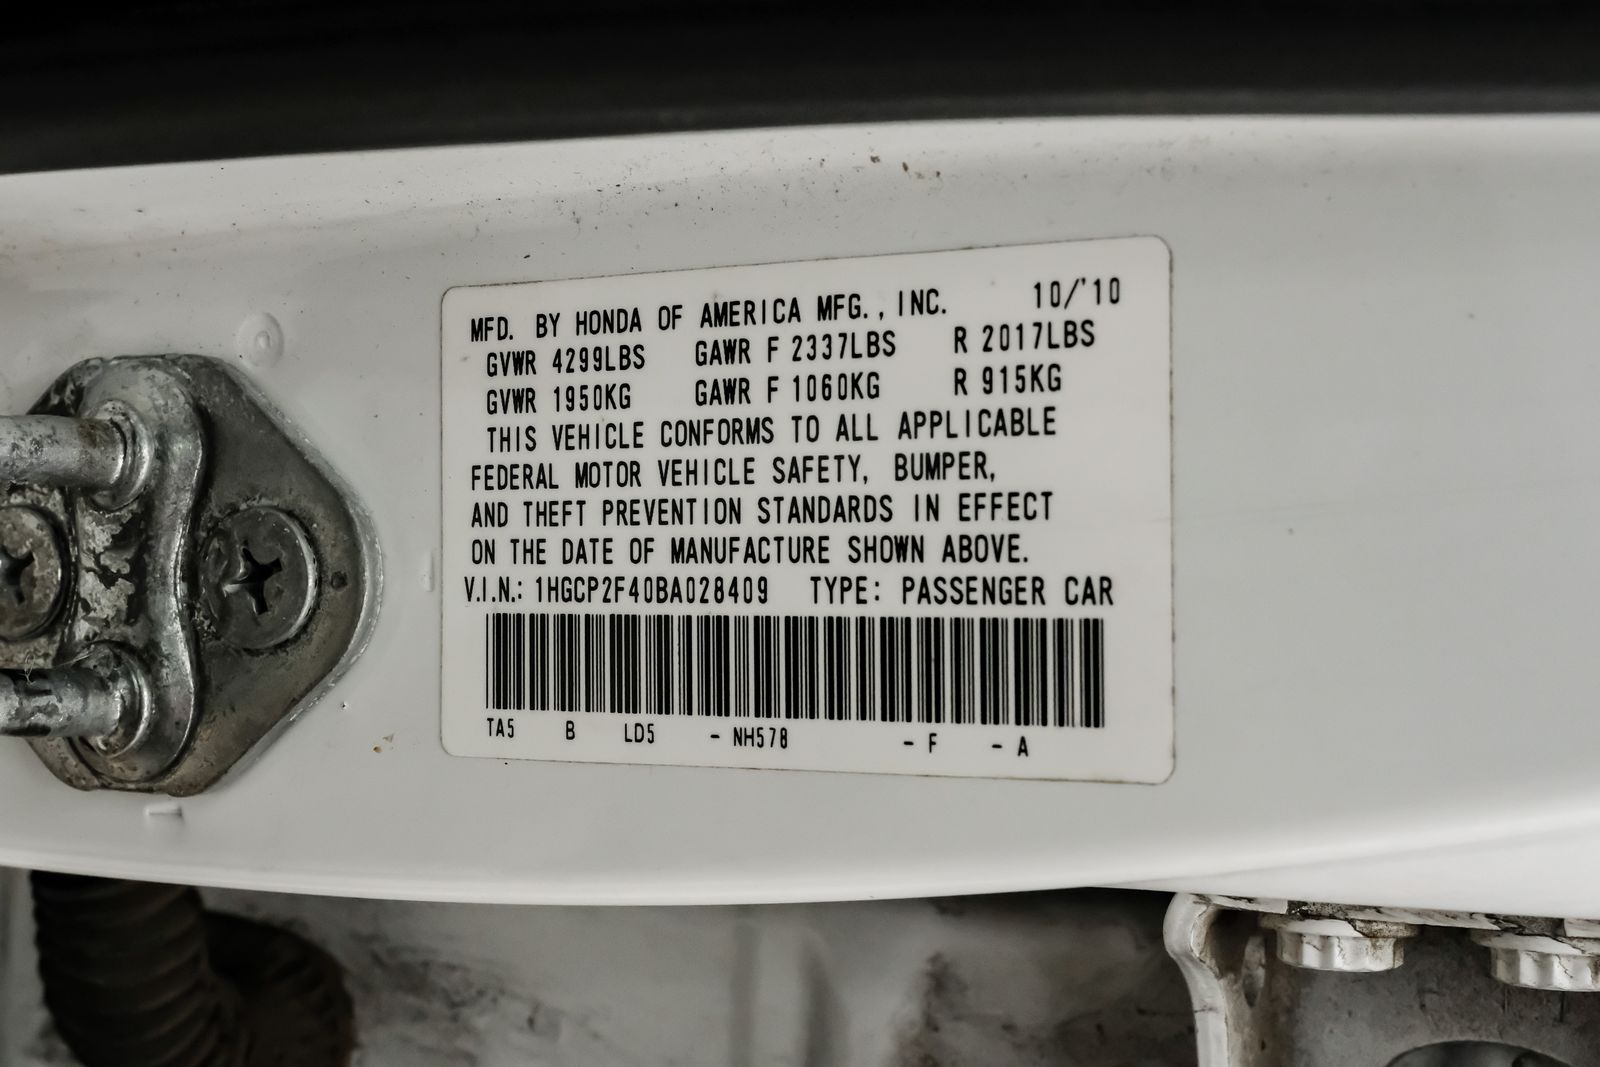 MFD. BY HONDA OF AMERICA MFG., INC. 10/'10
GVWR 4299LBS GAWR F 2337LBS R 2017LBS
GVWR 1950KG GAWR F 1060KG R 915KG
THIS VEHICLE CONFORMS TO ALL APPLICABLE
FEDERAL MOTOR VEHICLE SAFETY, BUMPER,
AND THEFT PREVENTION STANDARDS IN EFFECT
ON THE DATE OF MANUFACTURE SHOWN ABOVE.
V.I.N.: 1HGCP2F40BA028409 TYPE: PASSENGER CAR
TA5 B LD5 - NH578 - F - A